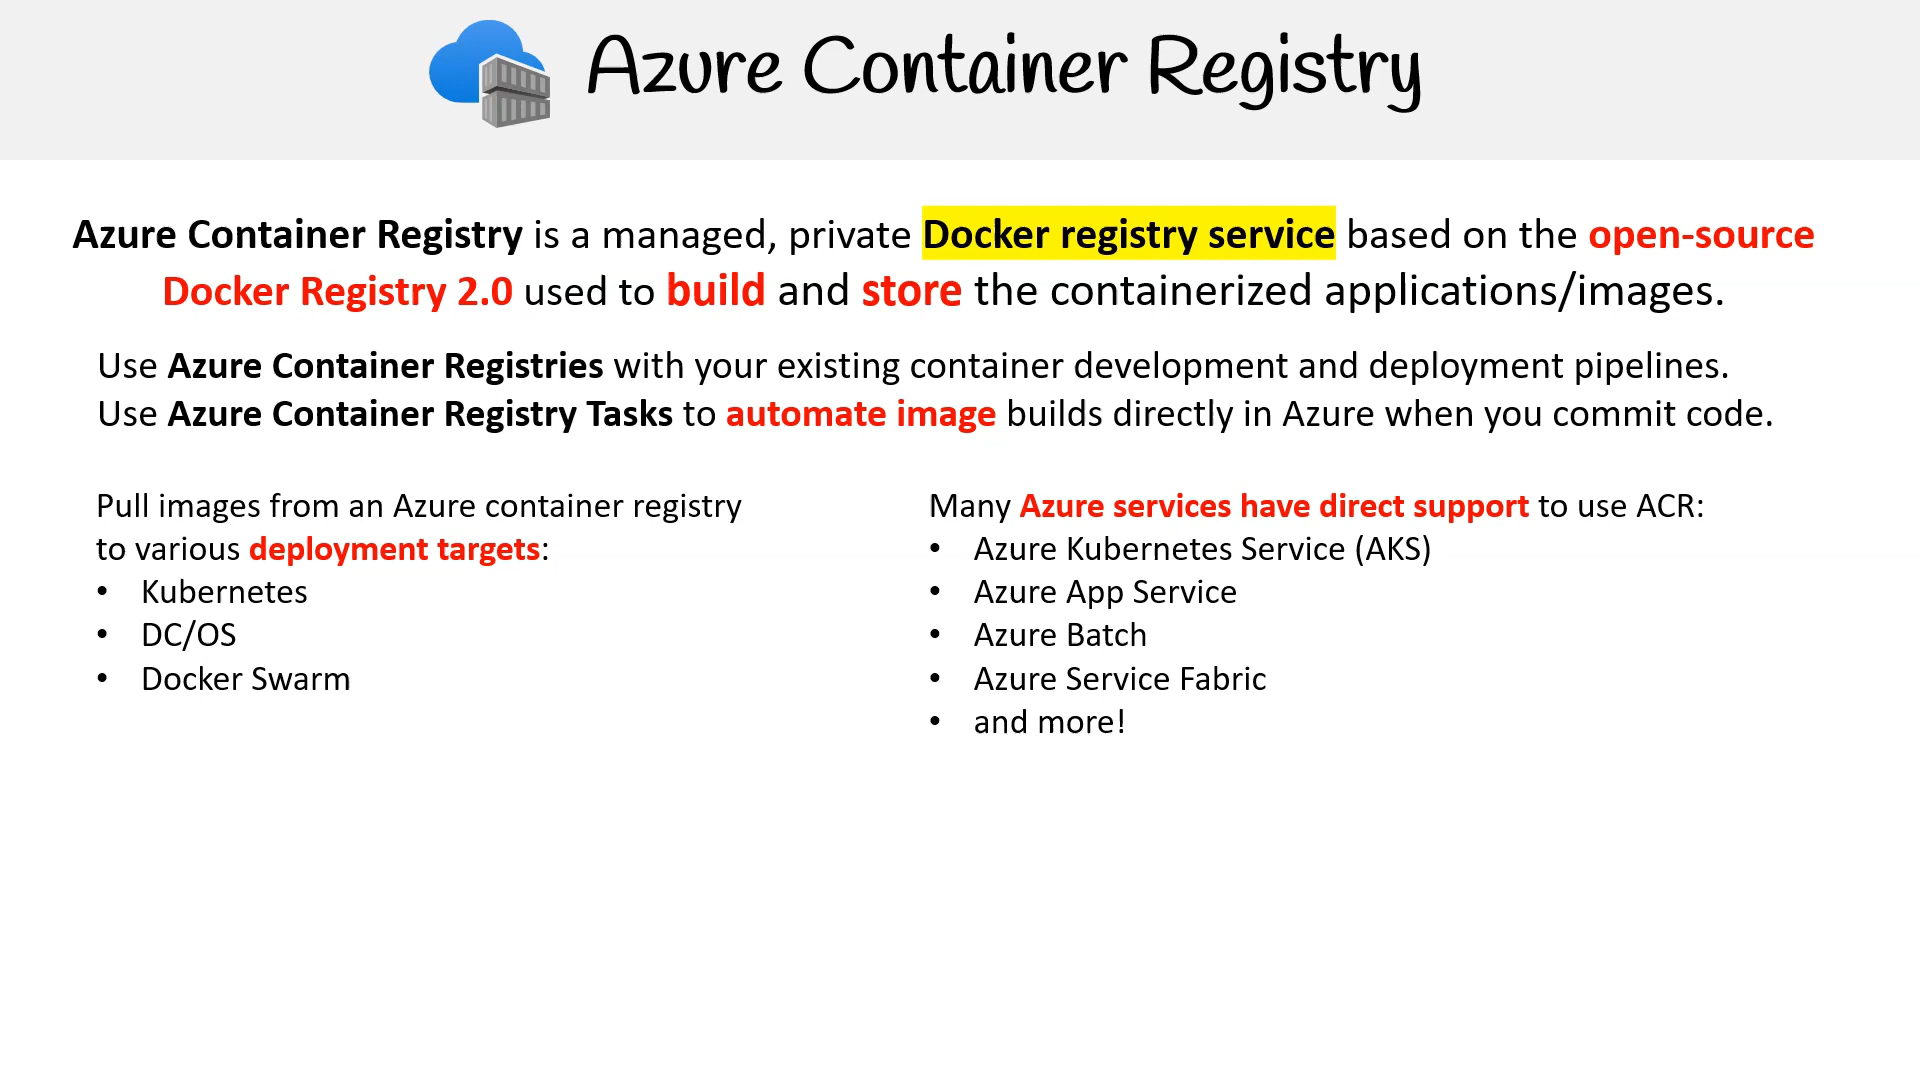 Azure Container Registry
Azure Container Registry is a managed, private Docker registry service based on the open-source
Docker Registry 2.0 used to build and store the containerized applications/images.
Use Azure Container Registries with your existing container development and deployment pipelines.
Use Azure Container Registry Tasks to automate image builds directly in Azure when you commit code.
Pull images from an Azure container registry
to various deployment targets:
• Kubernetes
• DC/OS
• Docker Swarm
Many Azure services have direct support to use ACR:
• Azure Kubernetes Service (AKS)
• Azure App Service
• Azure Batch
• Azure Service Fabric
• and more!